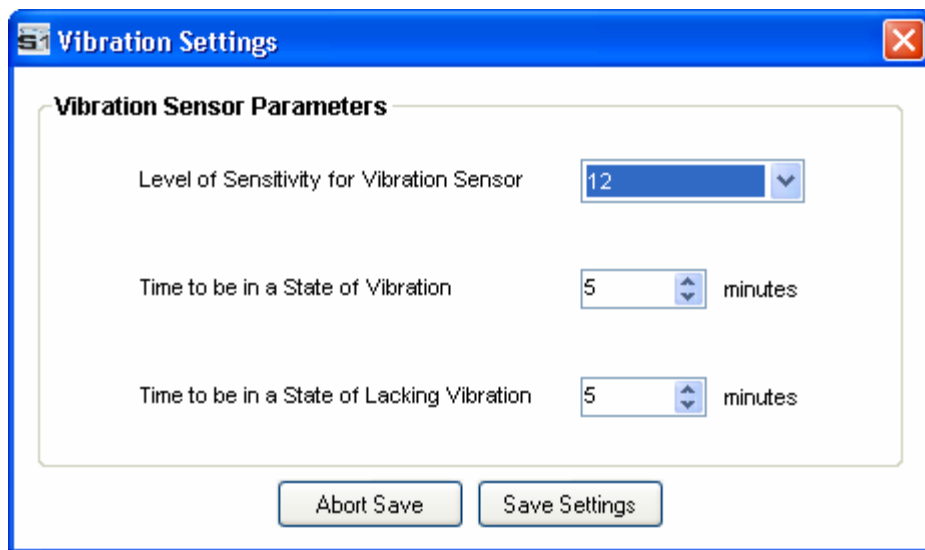 S1 Vibration Settings
Vibration Sensor Parameters
Level of Sensitivity for Vibration Sensor 12
Time to be in a State of Vibration 5 minutes
Time to be in a State of Lacking Vibration 5 minutes
Abort Save Save Settings